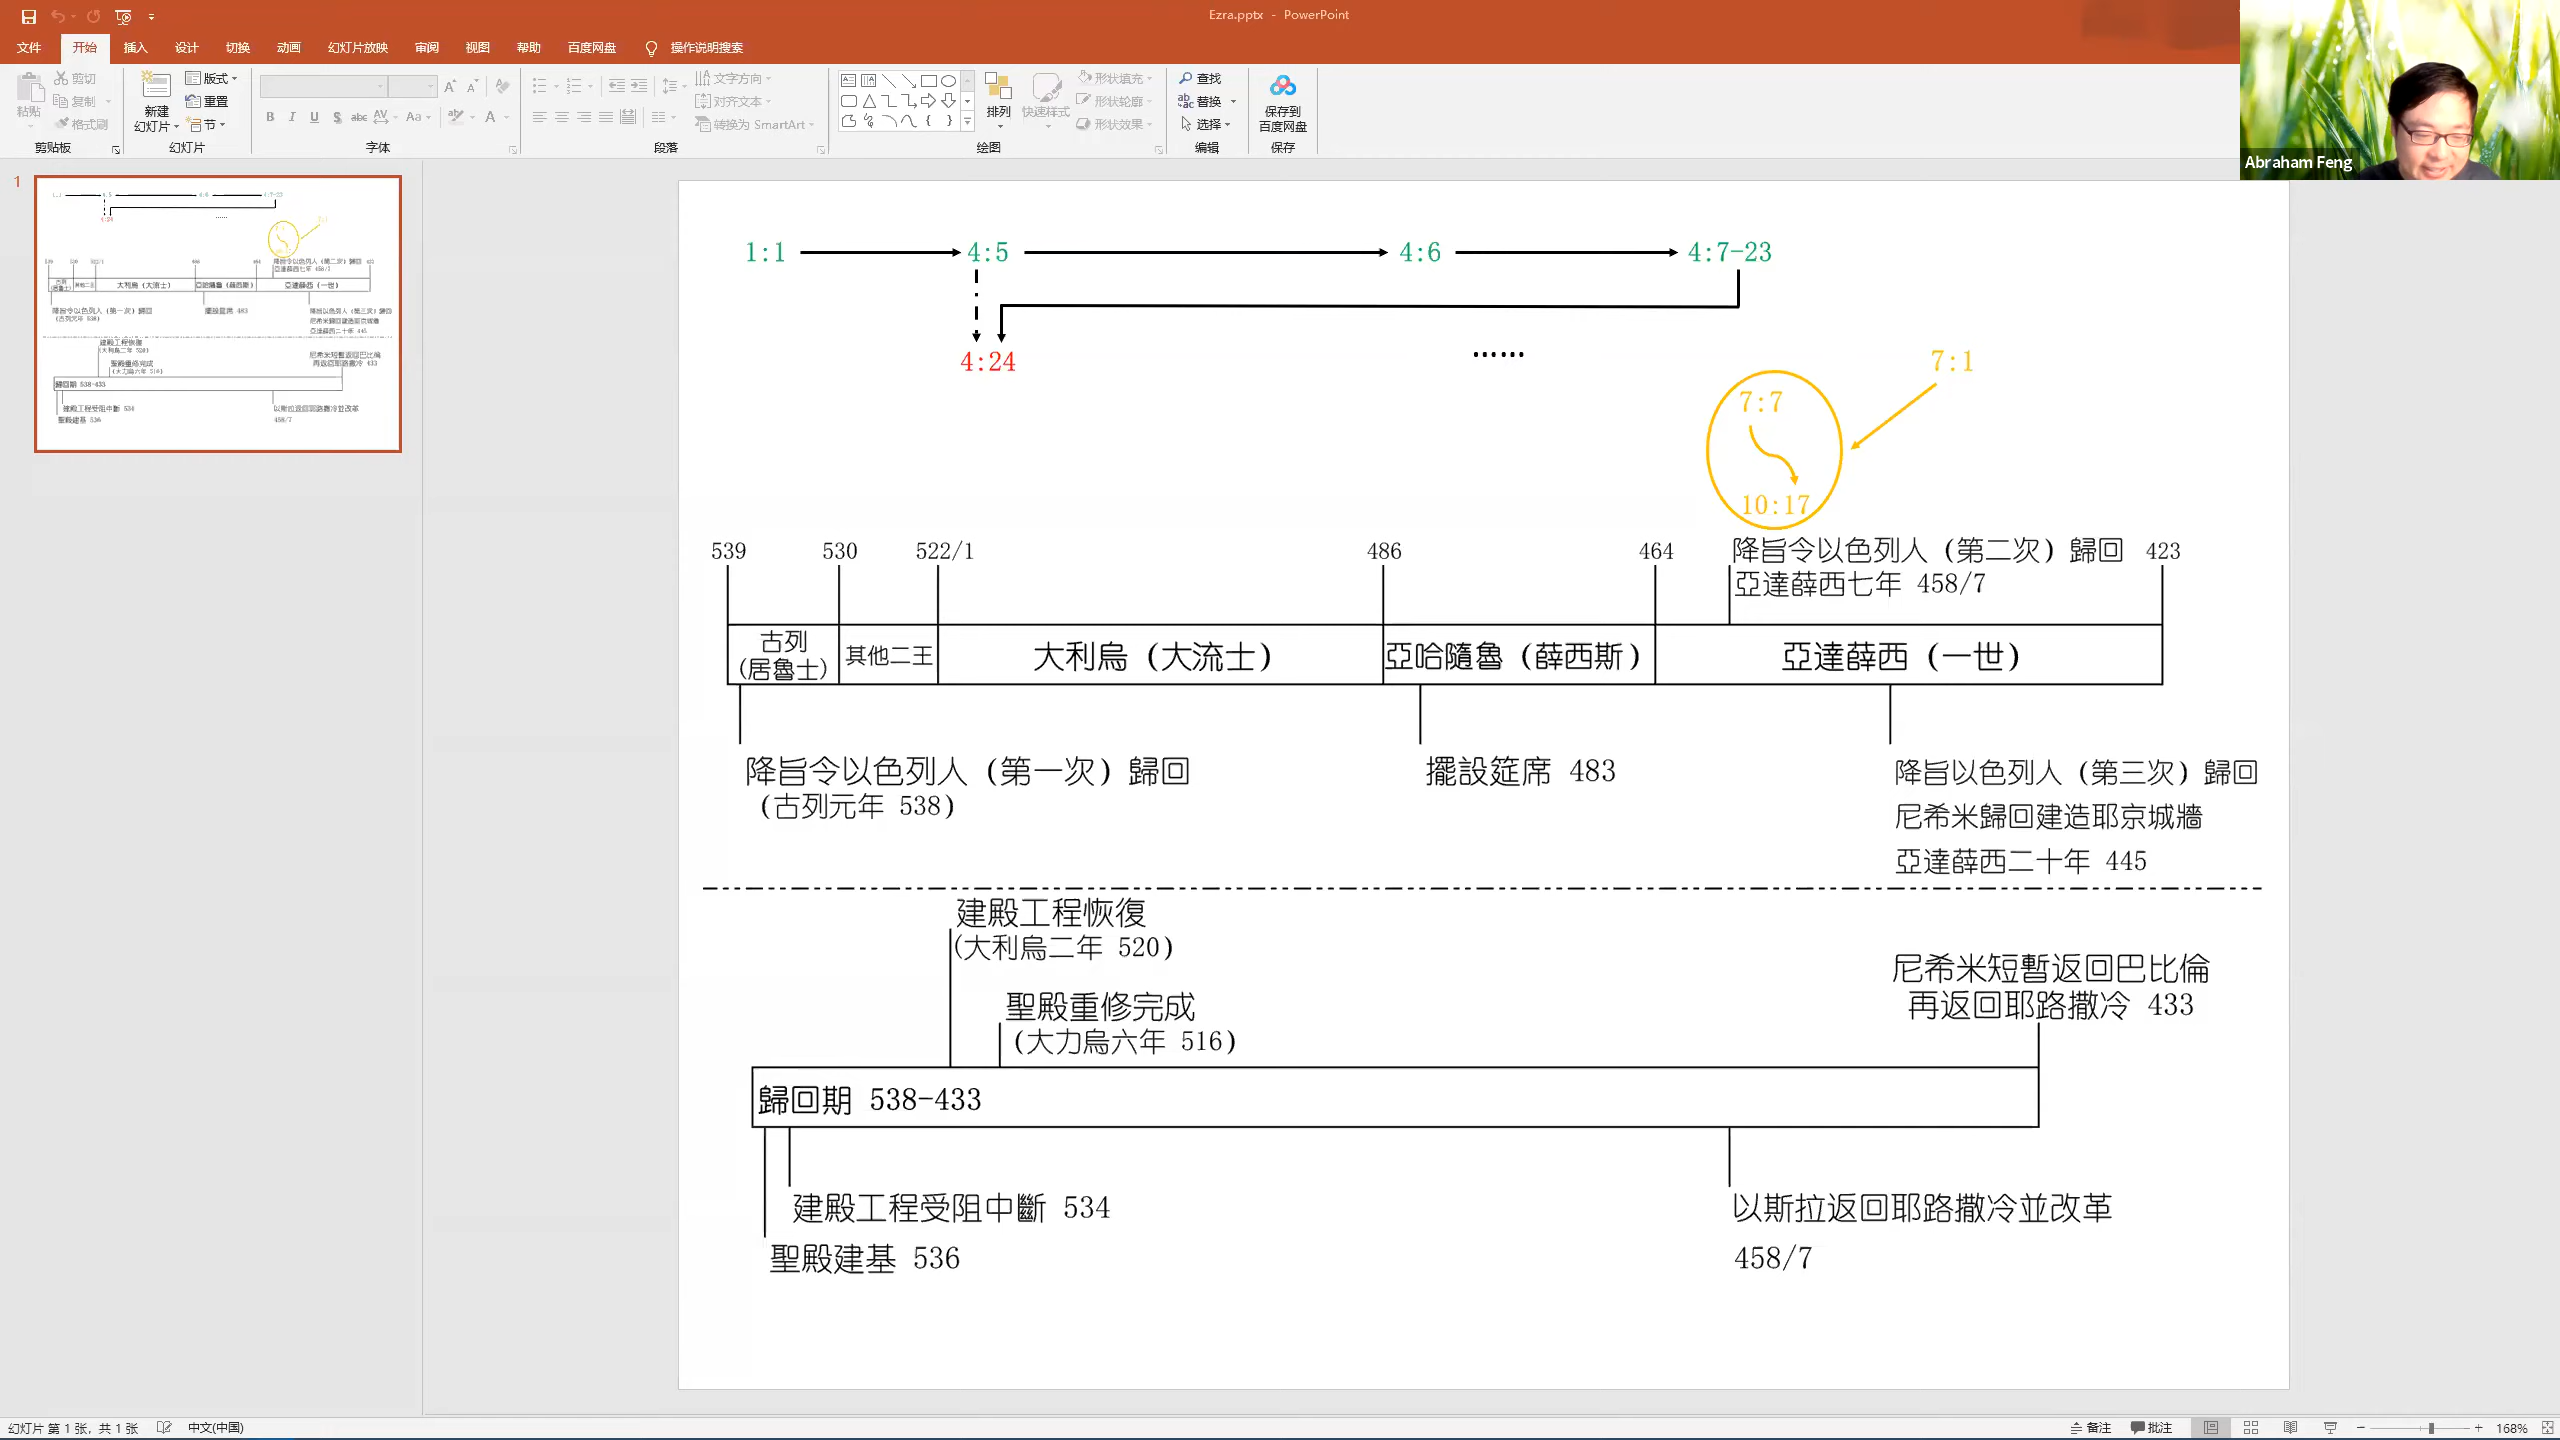 Ezra.pptx - PowerPoint
文件 开始 插入 设计 切换 动画 幻灯片放映 审阅 视图 帮助 百度网盘 操作说明搜索
粘贴
剪切
复制
格式刷
剪贴板
新建
幻灯片
版式
重置
节
幻灯片
B I U S abc AV Aa A
字体
文字方向
对齐文本
转换为 SmartArt
段落
排列
快速样式
形状填充
形状轮廓
形状效果
绘图
查找
替换
选择
编辑
保存到
百度网盘
保存
Abraham Feng
1
1:1 4:5 4:6 4:7-23
4:24 ……
7:1
7:7
10:17
539 530 522/1 486 464 423
降旨令以色列人（第二次）歸回
亞達薛西七年 458/7
古列
(居魯士)
其他二王
大利烏（大流士）
亞哈隨魯（薛西斯）
亞達薛西（一世）
降旨令以色列人（第一次）歸回
（古列元年 538）
擺設筵席 483
降旨以色列人（第三次）歸回
尼希米歸回建造耶京城牆
亞達薛西二十年 445
建殿工程恢復
(大利烏二年 520)
聖殿重修完成
(大力烏六年 516)
尼希米短暫返回巴比倫
再返回耶路撒冷 433
歸回期 538-433
建殿工程受阻中斷 534
聖殿建基 536
以斯拉返回耶路撒冷並改革
458/7
幻灯片 第 1 张，共 1 张 中文(中国) 备注 批注 168%